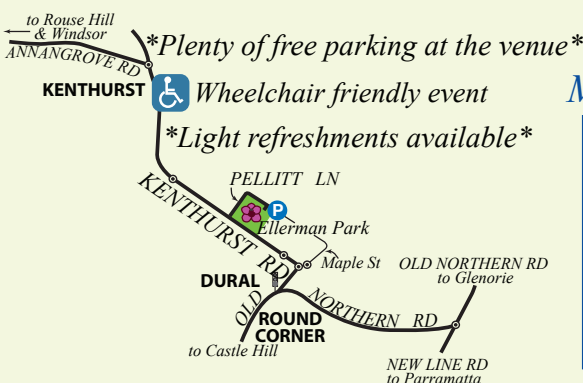 to Rouse Hill
& Windsor
ANNANGROVE RD
*Plenty of free parking at the venue*
KENTHURST
Wheelchair friendly event
M
*Light refreshments available*
PELLITT LN
P
Ellerman Park
KENTHURST RD
Maple St
OLD NORTHERN RD
to Glenorie
DURAL
OLD NORTHERN RD
ROUND
CORNER
to Castle Hill
NEW LINE RD
to Parramatta